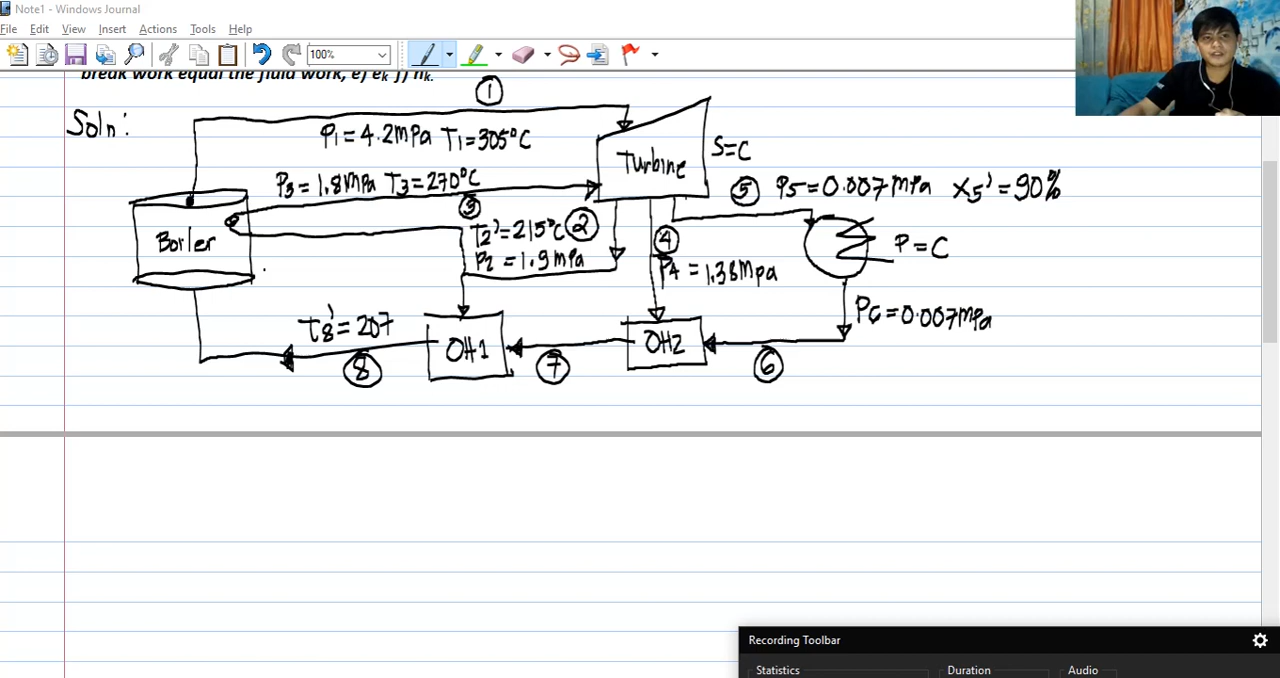 Note1 - Windows Journal
File Edit View Insert Actions Tools Help
100%
break work equal the fluid work, e) ek f) nk.
Soln:
1
P1 = 4.2mPa T1 = 305°C
Turbine
S=C
P3 = 1.8MPa T3 = 270°C
3
5
P5 = 0.007MPa X5' = 90%
Boiler
T2' = 215°C 2
P2 = 1.9mPa
4
P4 = 1.38mpa
P = C
P6 = 0.007MPa
T8' = 207
OH1
OH2
8
7
6
Recording Toolbar
Statistics
Duration
Audio